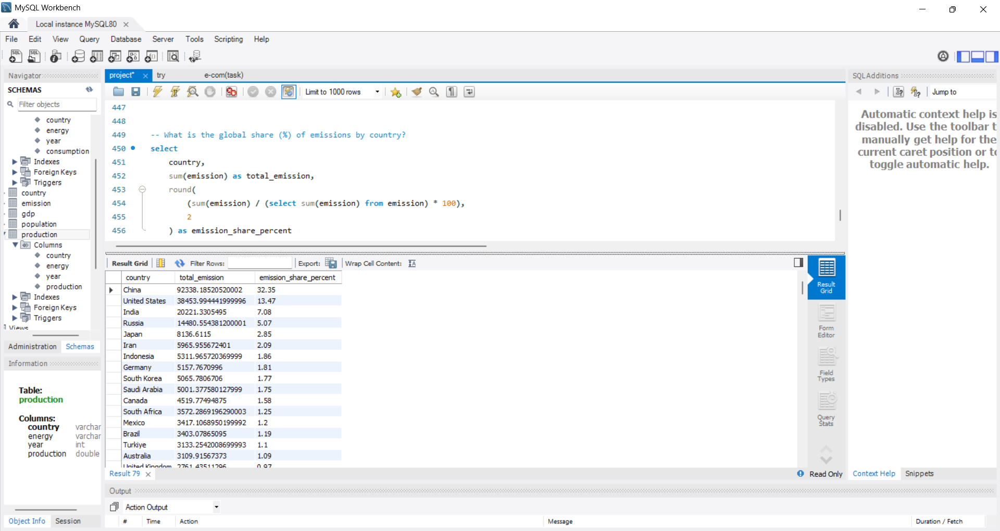 MySQL Workbench
Local instance MySQL80
File Edit View Query Database Server Tools Scripting Help
Navigator
SCHEMAS
Filter objects
country
energy
year
consumption
Indexes
Foreign Keys
Triggers
country
emission
gdp
population
production
Columns
country
energy
year
production
Indexes
Foreign Keys
Triggers
Views
Administration Schemas
Information
Table:
production
Columns:
country varchar
energy varchar
year int
production double
Object Info Session
project* try e-com(task)
Limit to 1000 rows
447
448
449 -- What is the global share (%) of emissions by country?
450 select
451 country,
452 sum(emission) as total_emission,
453 round(
454 (sum(emission) / (select sum(emission) from emission) * 100),
455 2
456 ) as emission_share_percent
Result Grid Filter Rows: Export: Wrap Cell Content:
country total_emission emission_share_percent
China 92338.18520520002 32.35
United States 38453.994441999996 13.47
India 20221.3305495 7.08
Russia 14480.554381200001 5.07
Japan 8136.6115 2.85
Iran 5965.955672401 2.09
Indonesia 5311.965720369999 1.86
Germany 5157.7670996 1.81
South Korea 5065.7806706 1.77
Saudi Arabia 5001.377580127999 1.75
Canada 4519.77494875 1.58
South Africa 3572.2869196290003 1.25
Mexico 3417.1068950199992 1.2
Brazil 3403.07865095 1.19
Turkiye 3133.2542008699993 1.1
Australia 3109.91567373 1.09
United Kingdom 2761.43511296 0.97
Result Grid
Form Editor
Field Types
Query Stats
Result 79
Read Only
Output
Action Output
# Time Action Message Duration / Fetch
SQLAdditions
Jump to
Automatic context help is
disabled. Use the toolbar t
manually get help for the
current caret position or to
toggle automatic help.
Context Help Snippets